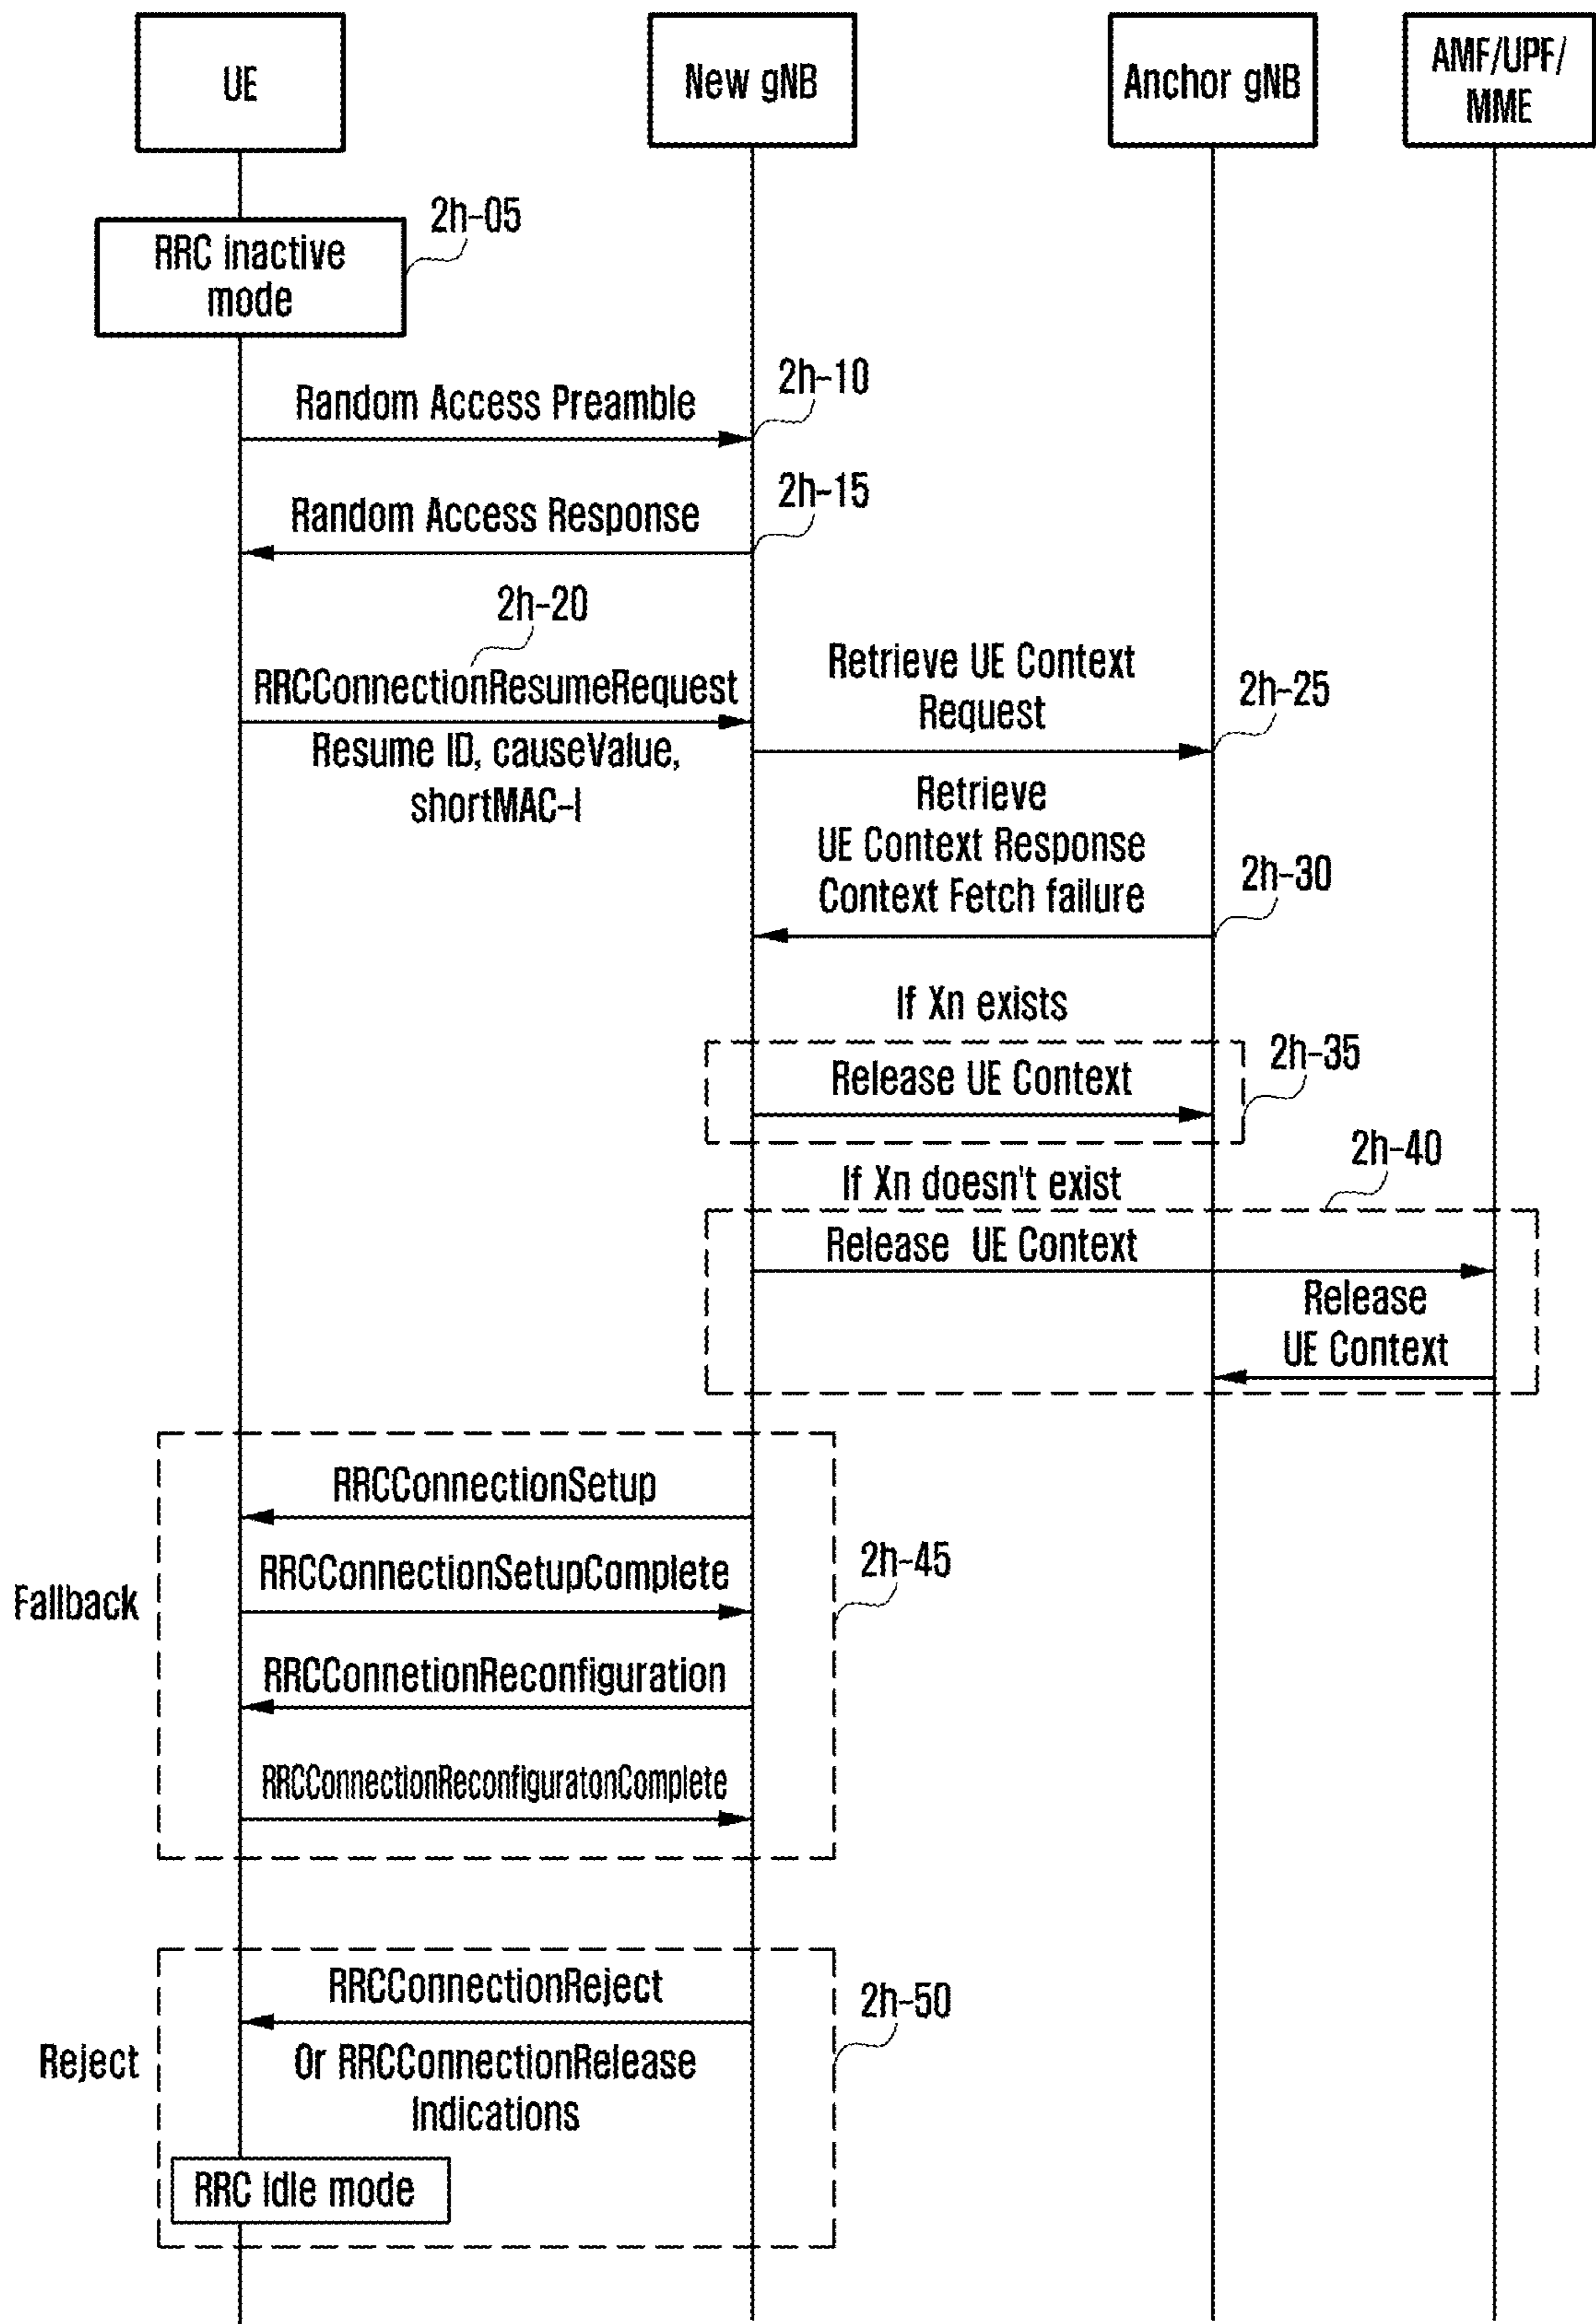 UE
New gNB
Anchor gNB
AMF/UPF/
MME
2h-05
RRC inactive
mode
2h-10
Random Access Preamble
2h-15
Random Access Response
2h-20
RRCConnectionResumeRequest
Resume ID, causeValue,
shortMAC-I
Retrieve UE Context
Request
2h-25
Retrieve
UE Context Response
Context Fetch failure
2h-30
If Xn exists
Release UE Context
2h-35
If Xn doesn't exist
2h-40
Release UE Context
Release
UE Context
RRCConnectionSetup
RRCConnectionSetupComplete
2h-45
Fallback
RRCConnetionReconfiguration
RRCConnectionReconfiguratonComplete
RRCConnectionReject
2h-50
Reject
Or RRCConnectionRelease
Indications
RRC Idle mode